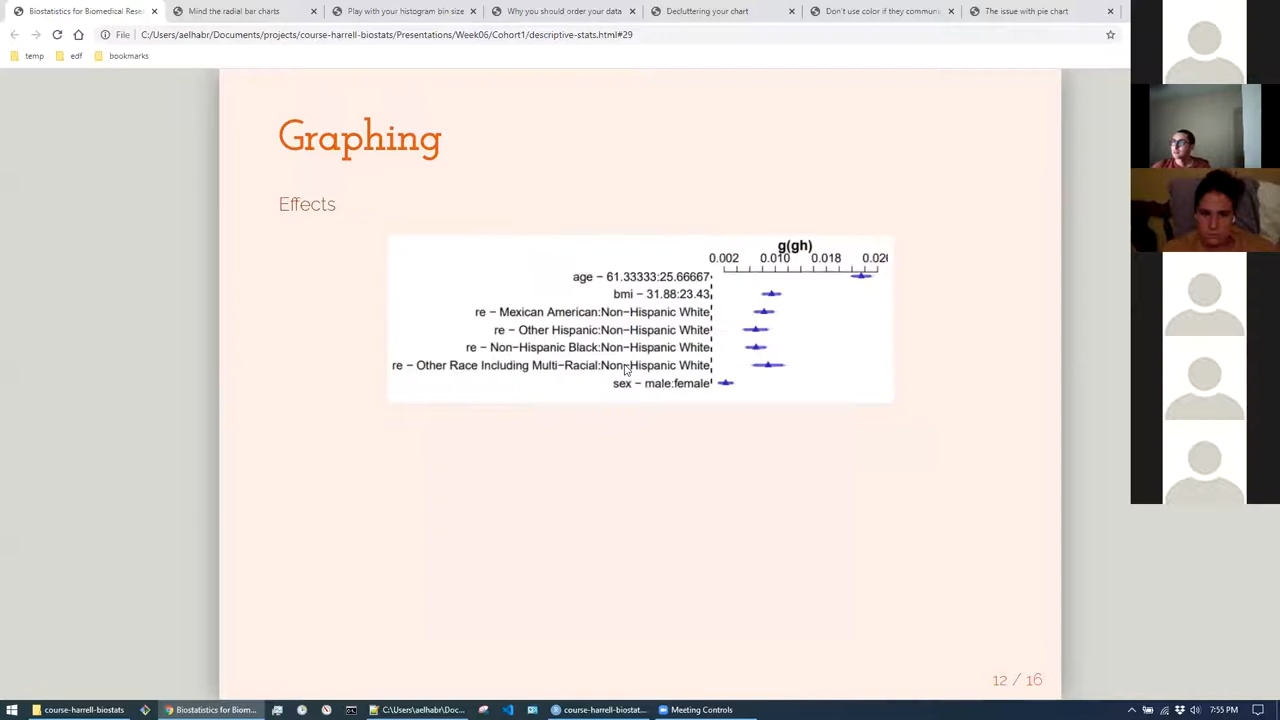 Biostatistics for Biomedical Rese
Mind the radial bar charts
Play with your histogram bin size
Why you should order your data
Decluttering your chart
Don't use color if they communi
The issue with pie chart
File C:/Users/aelhabr/Documents/projects/course-harrell-biostats/Presentations/Week06/Cohort1/descriptive-stats.html#29
temp edf bookmarks
Graphing
Effects
g(gh)
0.002 0.010 0.018 0.026
age − 61.33333:25.66667
bmi − 31.88:23.43
re − Mexican American:Non−Hispanic White
re − Other Hispanic:Non−Hispanic White
re − Non−Hispanic Black:Non−Hispanic White
re − Other Race Including Multi−Racial:Non−Hispanic White
sex − male:female
12 / 16
course-harrell-biostats
Biostatistics for Biom...
C:\Users\aelhabr\Doc...
course-harrell-biostat...
Meeting Controls
7:55 PM